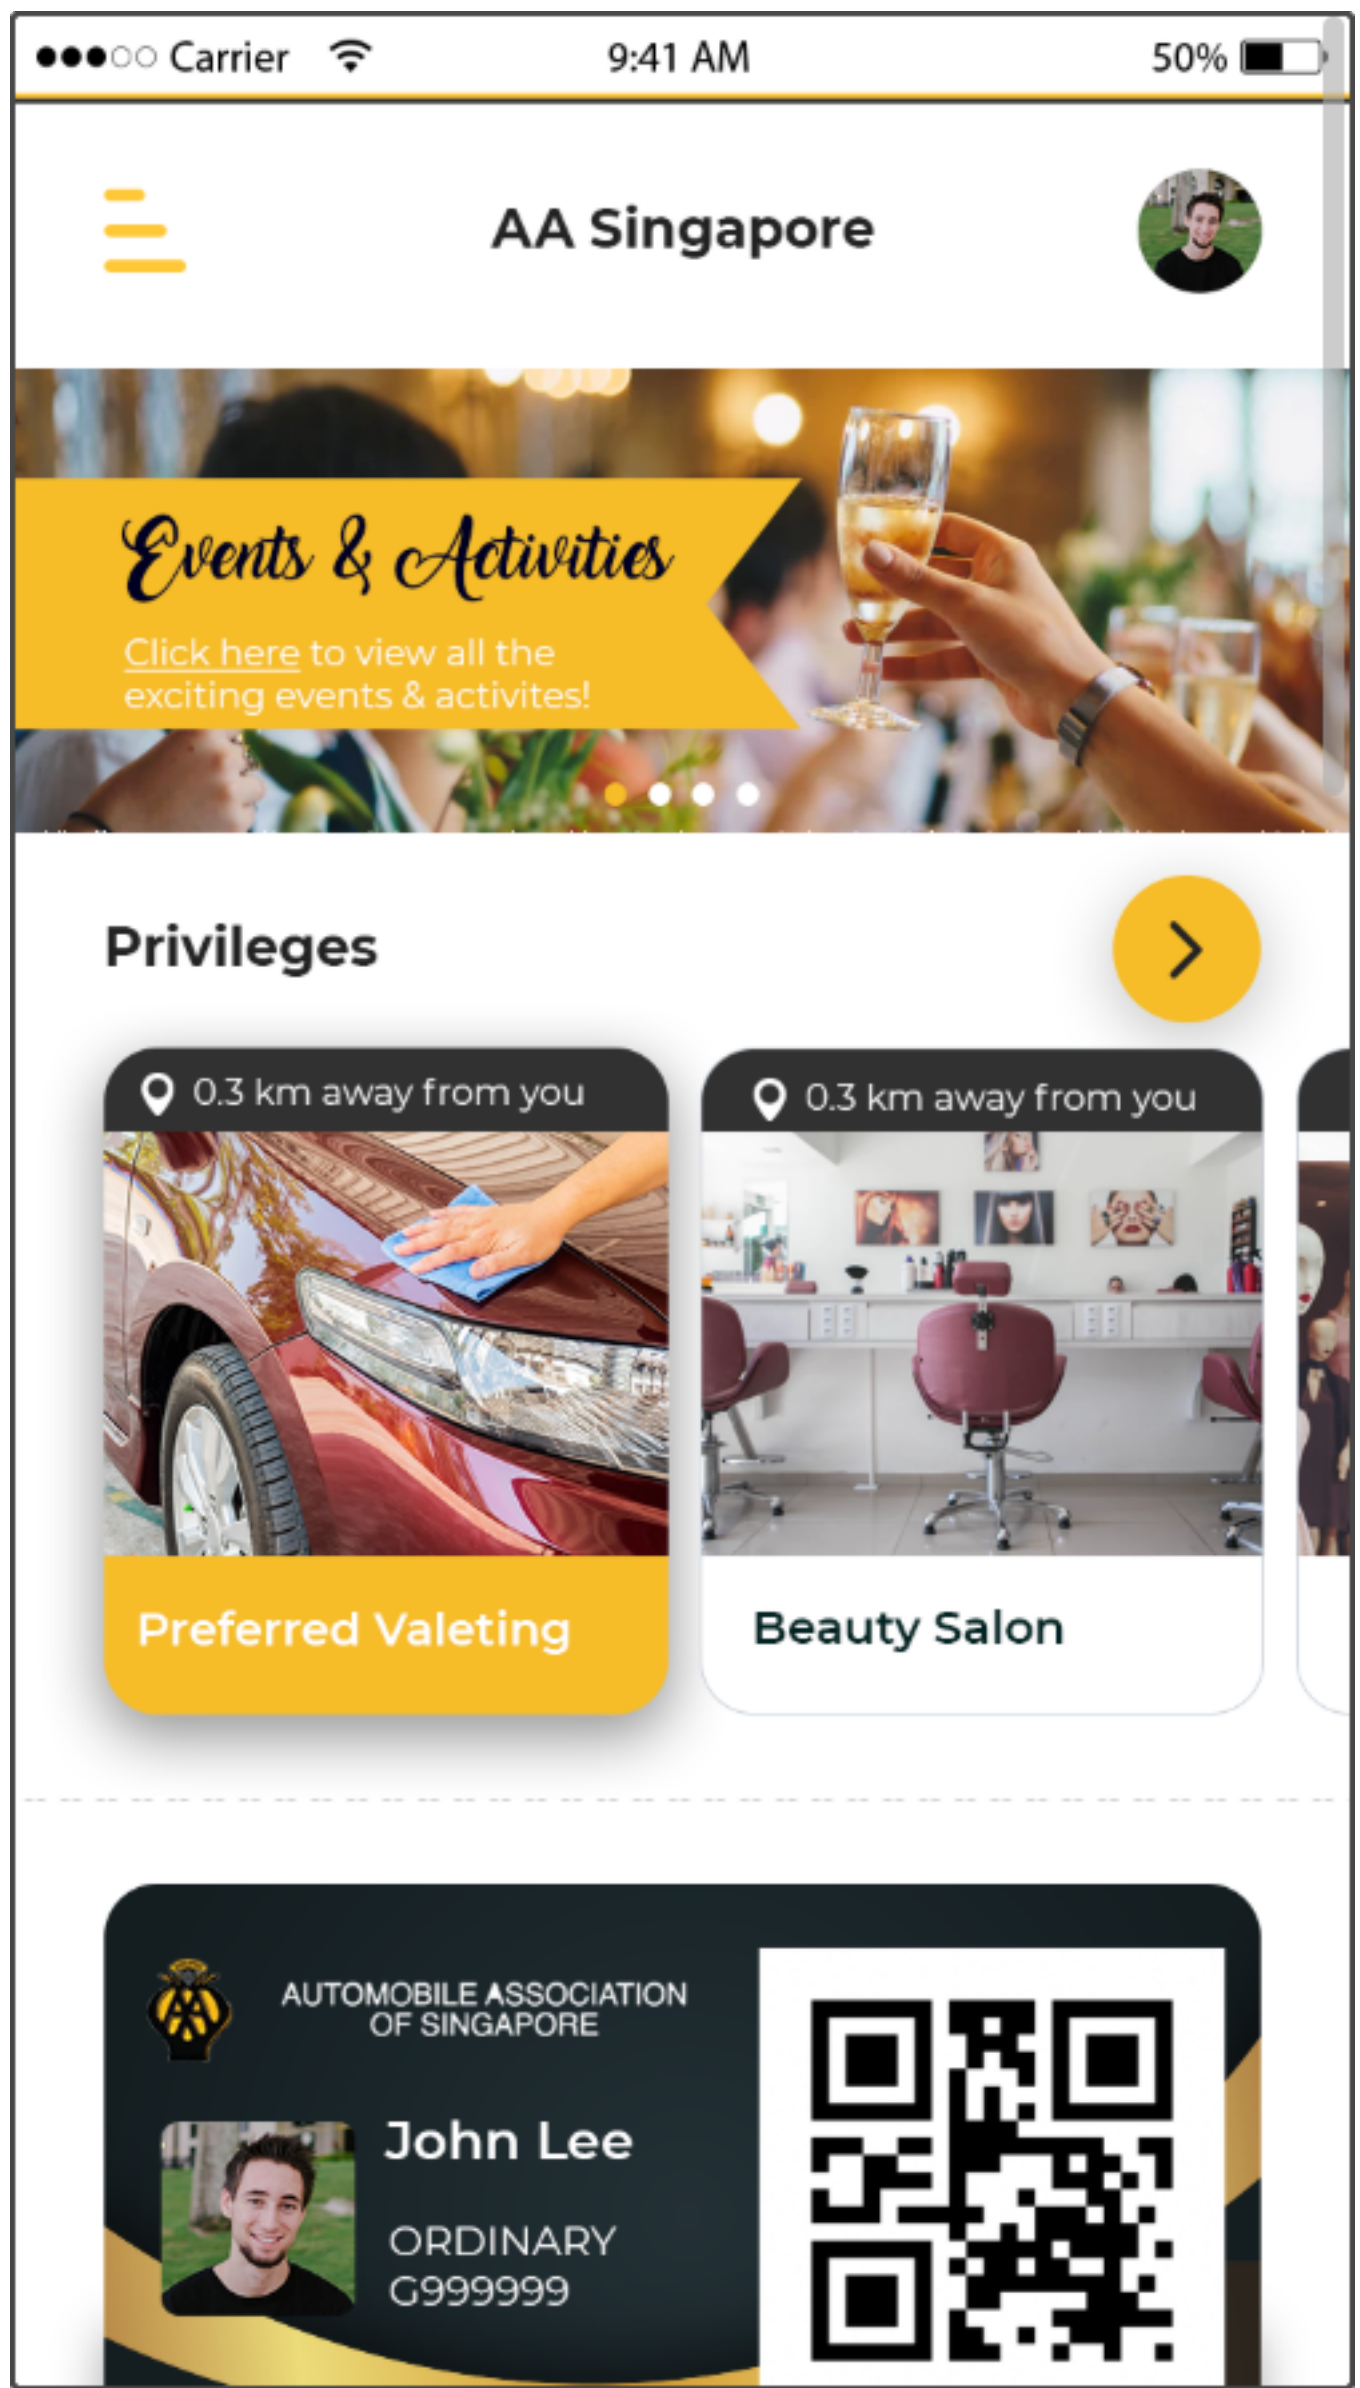 Carrier 9:41 AM 50%
AA Singapore
Events & Activities
Click here to view all the
exciting events & activites!
Privileges
0.3 km away from you
Preferred Valeting
0.3 km away from you
Beauty Salon
AUTOMOBILE ASSOCIATION
OF SINGAPORE
AA
John Lee
ORDINARY
G999999